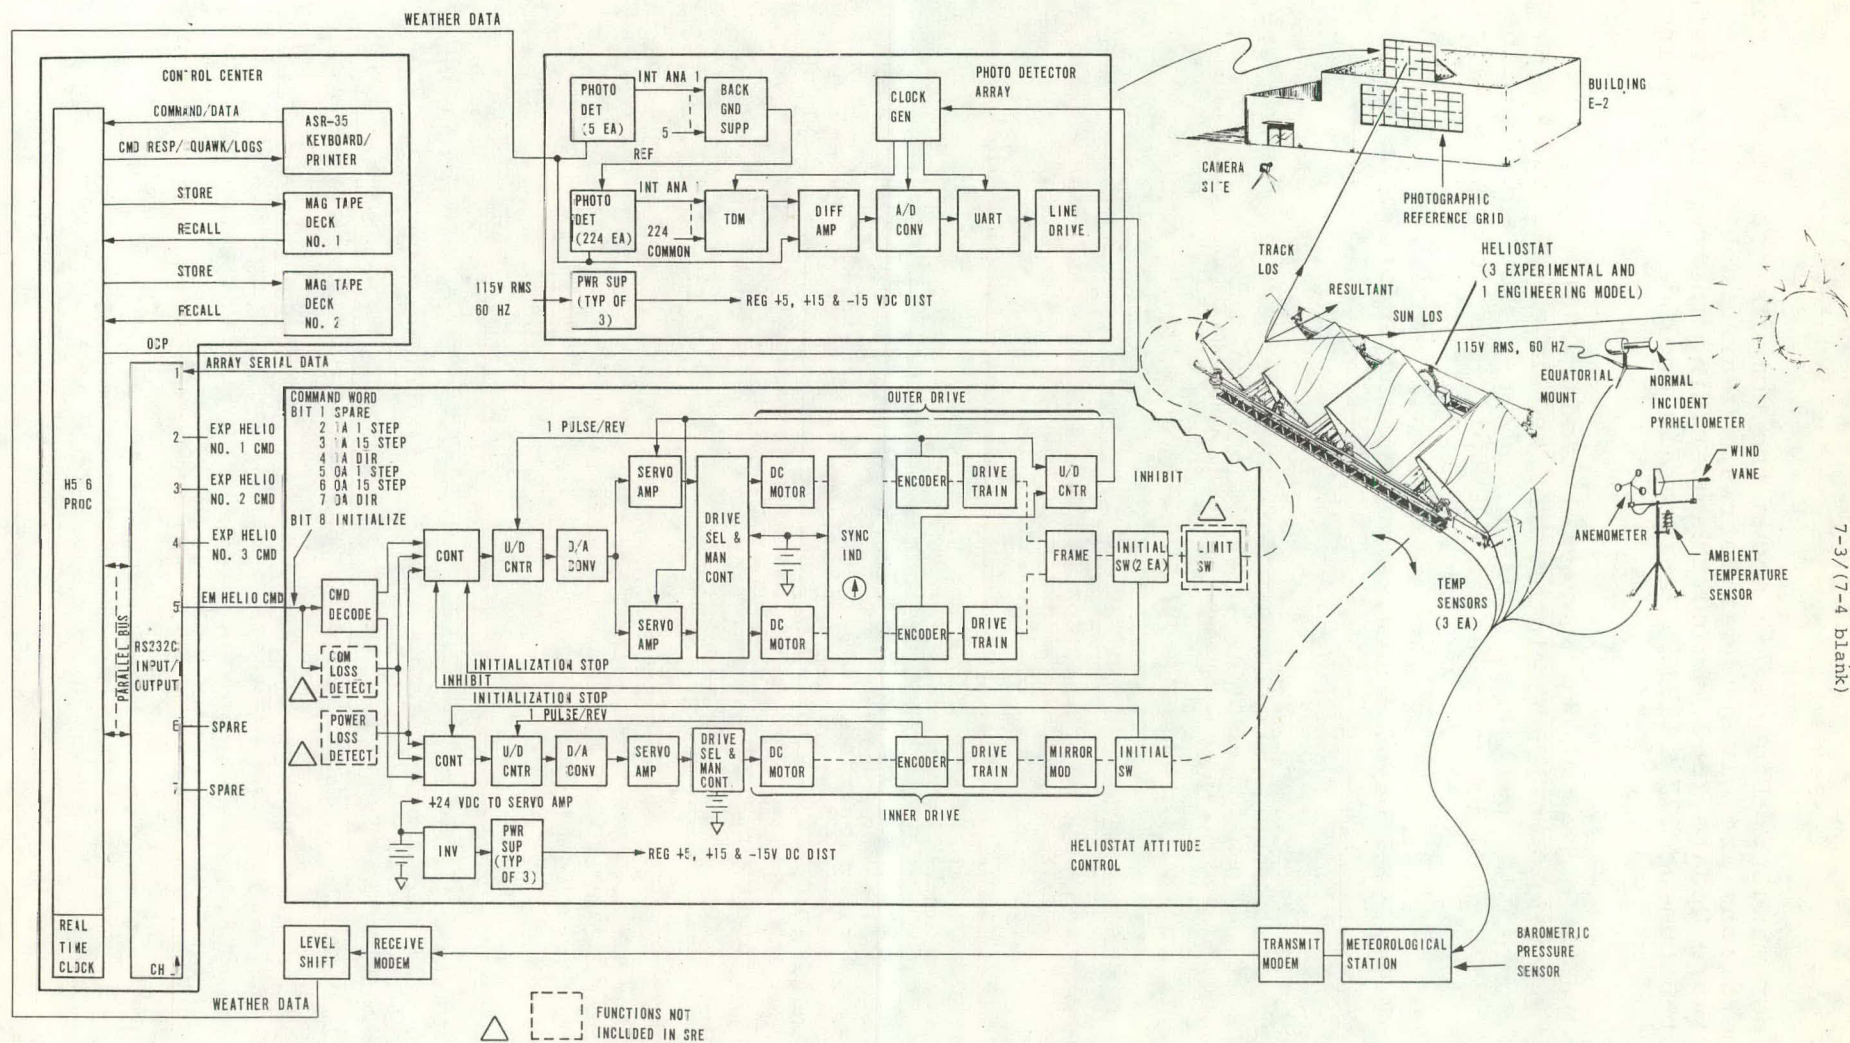 WEATHER DATA
CONTROL CENTER
COMMAND/DATA
CMD RESP/ QUAWK/LOGS
ASR-35
KEYBOARD/
PRINTER
STORE
RECALL
MAG TAPE
DECK
NO. 1
STORE
RECALL
MAG TAPE
DECK
NO. 2
OCP
1
ARRAY SERIAL DATA
PROC
2
EXP HELIO
NO. 1 CMD
3
EXP HELIO
NO. 2 CMD
4
EXP HELIO
NO. 3 CMD
5
EM HELIO CMD
PARALLEL BUS
RS232C
INPUT/
OUTPUT
6
SPARE
7
SPARE
REAL
TIME
CLOCK
CH
WEATHER DATA
PHOTO DETECTOR
ARRAY
PHOTO
DET
(5 EA)
INT ANA 1
5
BACK
GND
SUPP
CLOCK
GEN
REF
PHOTO
DET
(224 EA)
INT ANA 1
224
COMMON
TDM
DIFF
AMP
A/D
CONV
UART
LINE
DRIVE
115V RMS
60 HZ
PWR SUP
(TYP OF
3)
REG +5, +15 & -15 VDC DIST
COMMAND WORD
BIT 1 SPARE
2 IA 1 STEP
3 IA 15 STEP
4 IA DIR
5 OA 1 STEP
6 OA 15 STEP
7 OA DIR
BIT 8 INITIALIZE
OUTER DRIVE
1 PULSE/REV
SERVO
AMP
DRIVE
SEL &
MAN
CONT
DC
MOTOR
SYNC
IND
ENCODER
DRIVE
TRAIN
U/D
CNTR
INHIBIT
CMD
DECODE
CONT
U/D
CNTR
D/A
CONV
FRAME
INITIAL
SW(2 EA)
LIMIT
SW
SERVO
AMP
DC
MOTOR
ENCODER
DRIVE
TRAIN
COM
LOSS
DETECT
INITIALIZATION STOP
INHIBIT
INITIALIZATION STOP
1 PULSE/REV
POWER
LOSS
DETECT
CONT
U/D
CNTR
D/A
CONV
SERVO
AMP
DRIVE
SEL &
MAN
CONT
DC
MOTOR
ENCODER
DRIVE
TRAIN
MIRROR
MOD
INITIAL
SW
INNER DRIVE
+24 VDC TO SERVO AMP
INV
PWR
SUP
(TYP
OF 3)
REG +5, +15 & -15V DC DIST
HELIOSTAT ATTITUDE
CONTROL
LEVEL
SHIFT
RECEIVE
MODEM
TRANSMIT
MODEM
METEOROLOGICAL
STATION
BAROMETRIC
PRESSURE
SENSOR
FUNCTIONS NOT
INCLUDED IN SRE
BUILDING
E-2
CAMERA
SITE
PHOTOGRAPHIC
REFERENCE GRID
TRACK
LOS
HELIOSTAT
(3 EXPERIMENTAL AND
1 ENGINEERING MODEL)
RESULTANT
SUN LOS
115V RMS, 60 HZ
EQUATORIAL
MOUNT
NORMAL
INCIDENT
PYRHELIOMETER
WIND
VANE
ANEMOMETER
AMBIENT
TEMPERATURE
SENSOR
TEMP
SENSORS
(3 EA)
7-3/(7-4 blank)